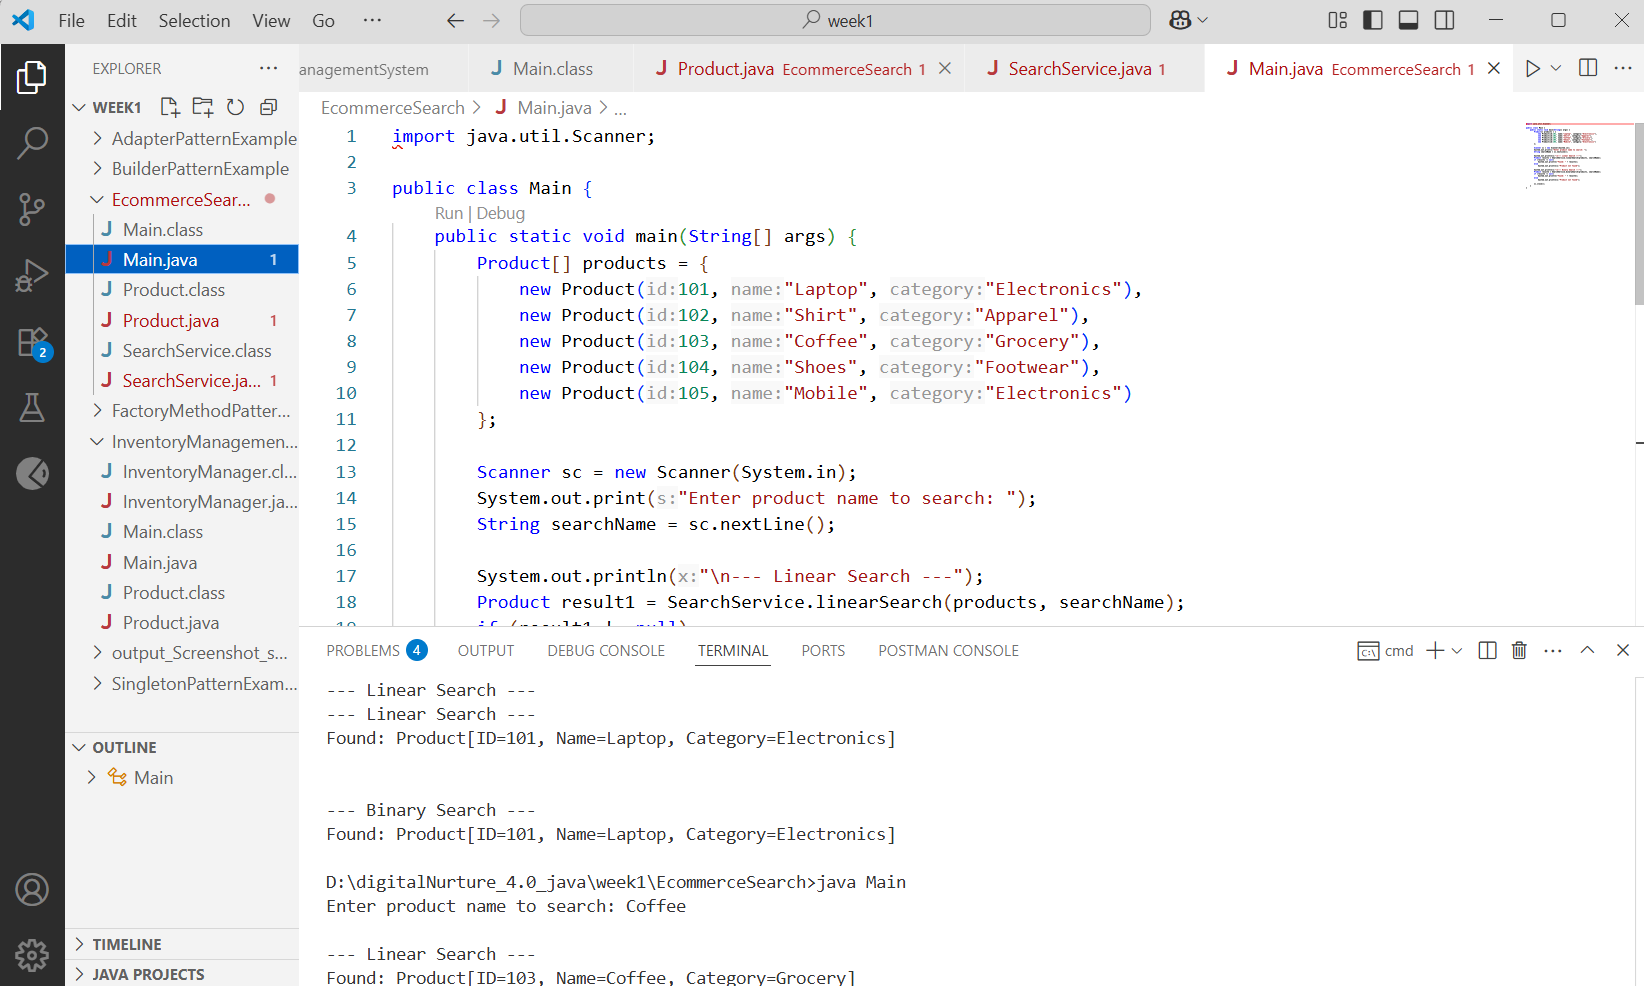 File Edit Selection View Go ··· week1
EXPLORER ···
WEEK1
AdapterPatternExample
BuilderPatternExample
EcommerceSear...
Main.class
Main.java 1
Product.class
Product.java 1
SearchService.class
SearchService.ja... 1
FactoryMethodPatter...
InventoryManagemen...
InventoryManager.cl...
InventoryManager.ja...
Main.class
Main.java
Product.class
Product.java
output_Screenshot_s...
SingletonPatternExam...
OUTLINE
Main
TIMELINE
JAVA PROJECTS
2
anagementSystem J Main.class J Product.java EcommerceSearch 1 J SearchService.java 1 J Main.java EcommerceSearch 1 ···
EcommerceSearch > J Main.java > ...
1 import java.util.Scanner;
2
3 public class Main {
Run | Debug
4 public static void main(String[] args) {
5 Product[] products = {
6 new Product(id:101, name:"Laptop", category:"Electronics"),
7 new Product(id:102, name:"Shirt", category:"Apparel"),
8 new Product(id:103, name:"Coffee", category:"Grocery"),
9 new Product(id:104, name:"Shoes", category:"Footwear"),
10 new Product(id:105, name:"Mobile", category:"Electronics")
11 };
12
13 Scanner sc = new Scanner(System.in);
14 System.out.print(s:"Enter product name to search: ");
15 String searchName = sc.nextLine();
16
17 System.out.println(x:"\n--- Linear Search ---");
18 Product result1 = SearchService.linearSearch(products, searchName);
PROBLEMS 4 OUTPUT DEBUG CONSOLE TERMINAL PORTS POSTMAN CONSOLE cmd ···
--- Linear Search ---
--- Linear Search ---
Found: Product[ID=101, Name=Laptop, Category=Electronics]
--- Binary Search ---
Found: Product[ID=101, Name=Laptop, Category=Electronics]
D:\digitalNurture_4.0_java\week1\EcommerceSearch>java Main
Enter product name to search: Coffee
--- Linear Search ---
Found: Product[ID=103, Name=Coffee, Category=Grocery]